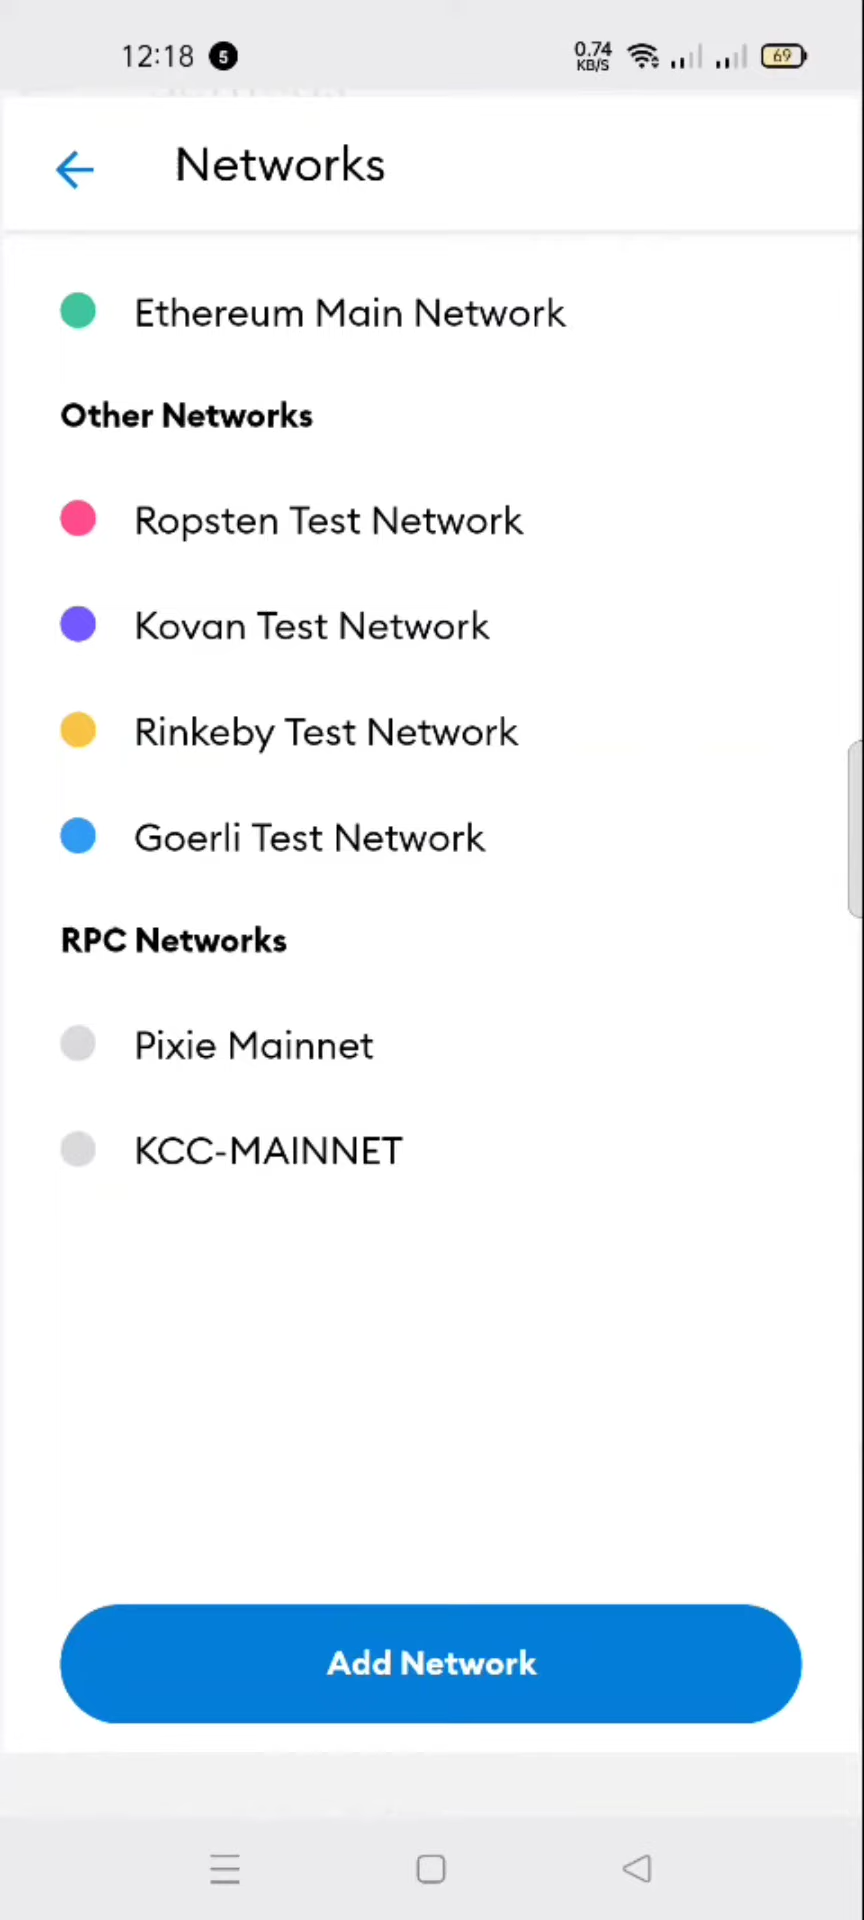 12:18 5 0.74 KB/S 69
Networks
Ethereum Main Network
Other Networks
Ropsten Test Network
Kovan Test Network
Rinkeby Test Network
Goerli Test Network
RPC Networks
Pixie Mainnet
KCC-MAINNET
Add Network